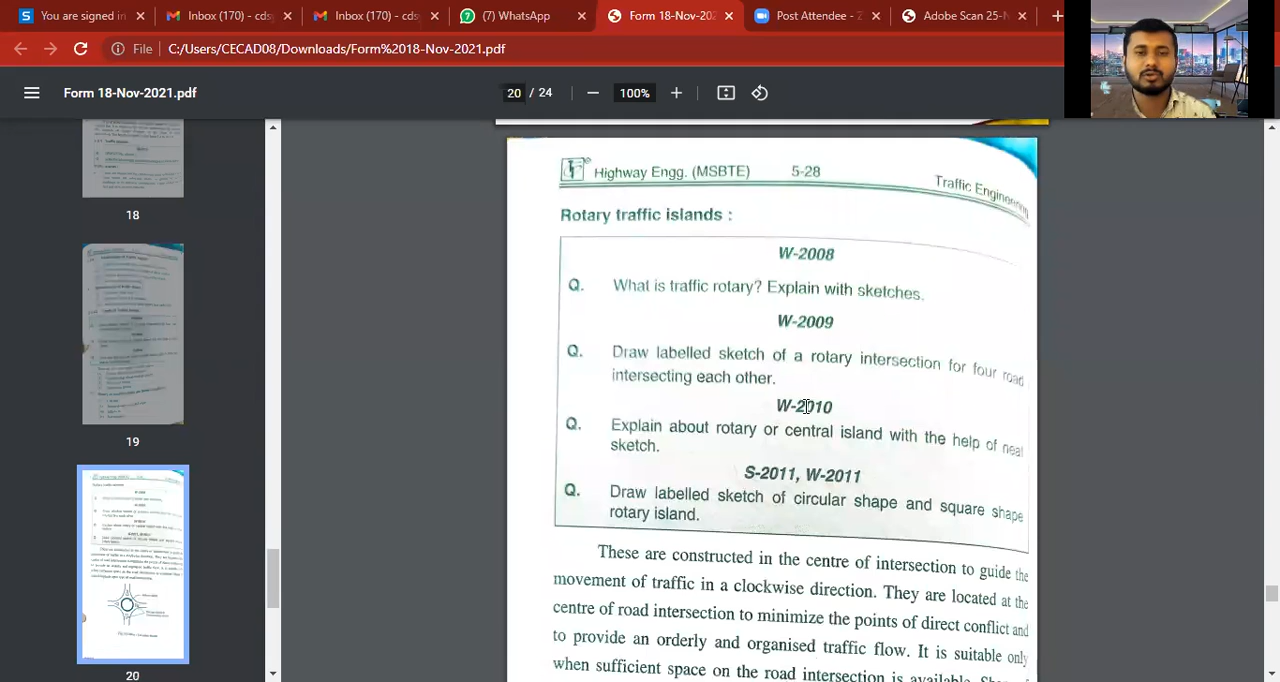 You are signed in
Inbox (170) - cds
Inbox (170) - cds
(7) WhatsApp
Form 18-Nov-202
Post Attendee - Z
Adobe Scan 25-N
File
C:/Users/CECAD08/Downloads/Form%2018-Nov-2021.pdf
Form 18-Nov-2021.pdf
20 / 24
100%
18
19
20
Highway Engg. (MSBTE) 5-28 Traffic Engineering
Rotary traffic islands :
W-2008
Q. What is traffic rotary? Explain with sketches.
W-2009
Q. Draw labelled sketch of a rotary intersection for four road
intersecting each other.
W-2010
Q. Explain about rotary or central island with the help of neat
sketch.
S-2011, W-2011
Q. Draw labelled sketch of circular shape and square shape
rotary island.
These are constructed in the centre of intersection to guide the
movement of traffic in a clockwise direction. They are located at the
centre of road intersection to minimize the points of direct conflict and
to provide an orderly and organised traffic flow. It is suitable only
when sufficient space on the road intersection is available.